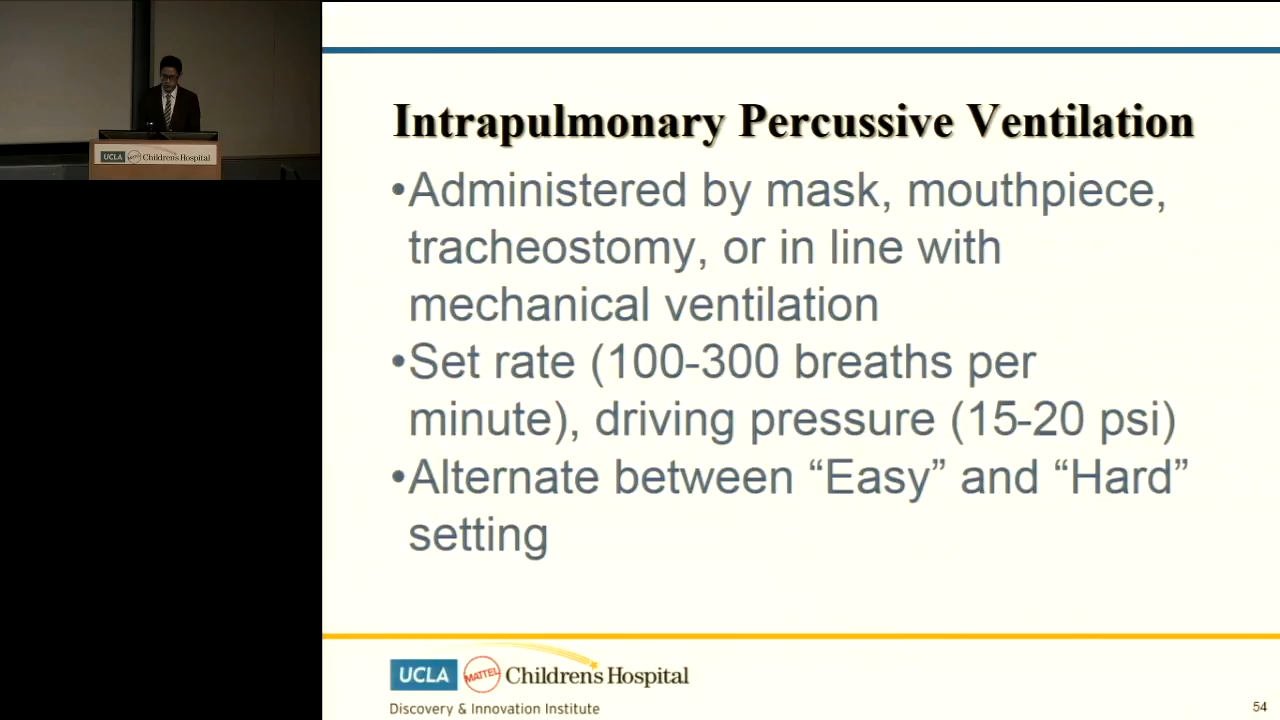 UCLA MATTEL Children's Hospital
Intrapulmonary Percussive Ventilation
•Administered by mask, mouthpiece,
tracheostomy, or in line with
mechanical ventilation
•Set rate (100-300 breaths per
minute), driving pressure (15-20 psi)
•Alternate between “Easy” and “Hard”
setting
UCLA MATTEL Children's Hospital
Discovery & Innovation Institute
54